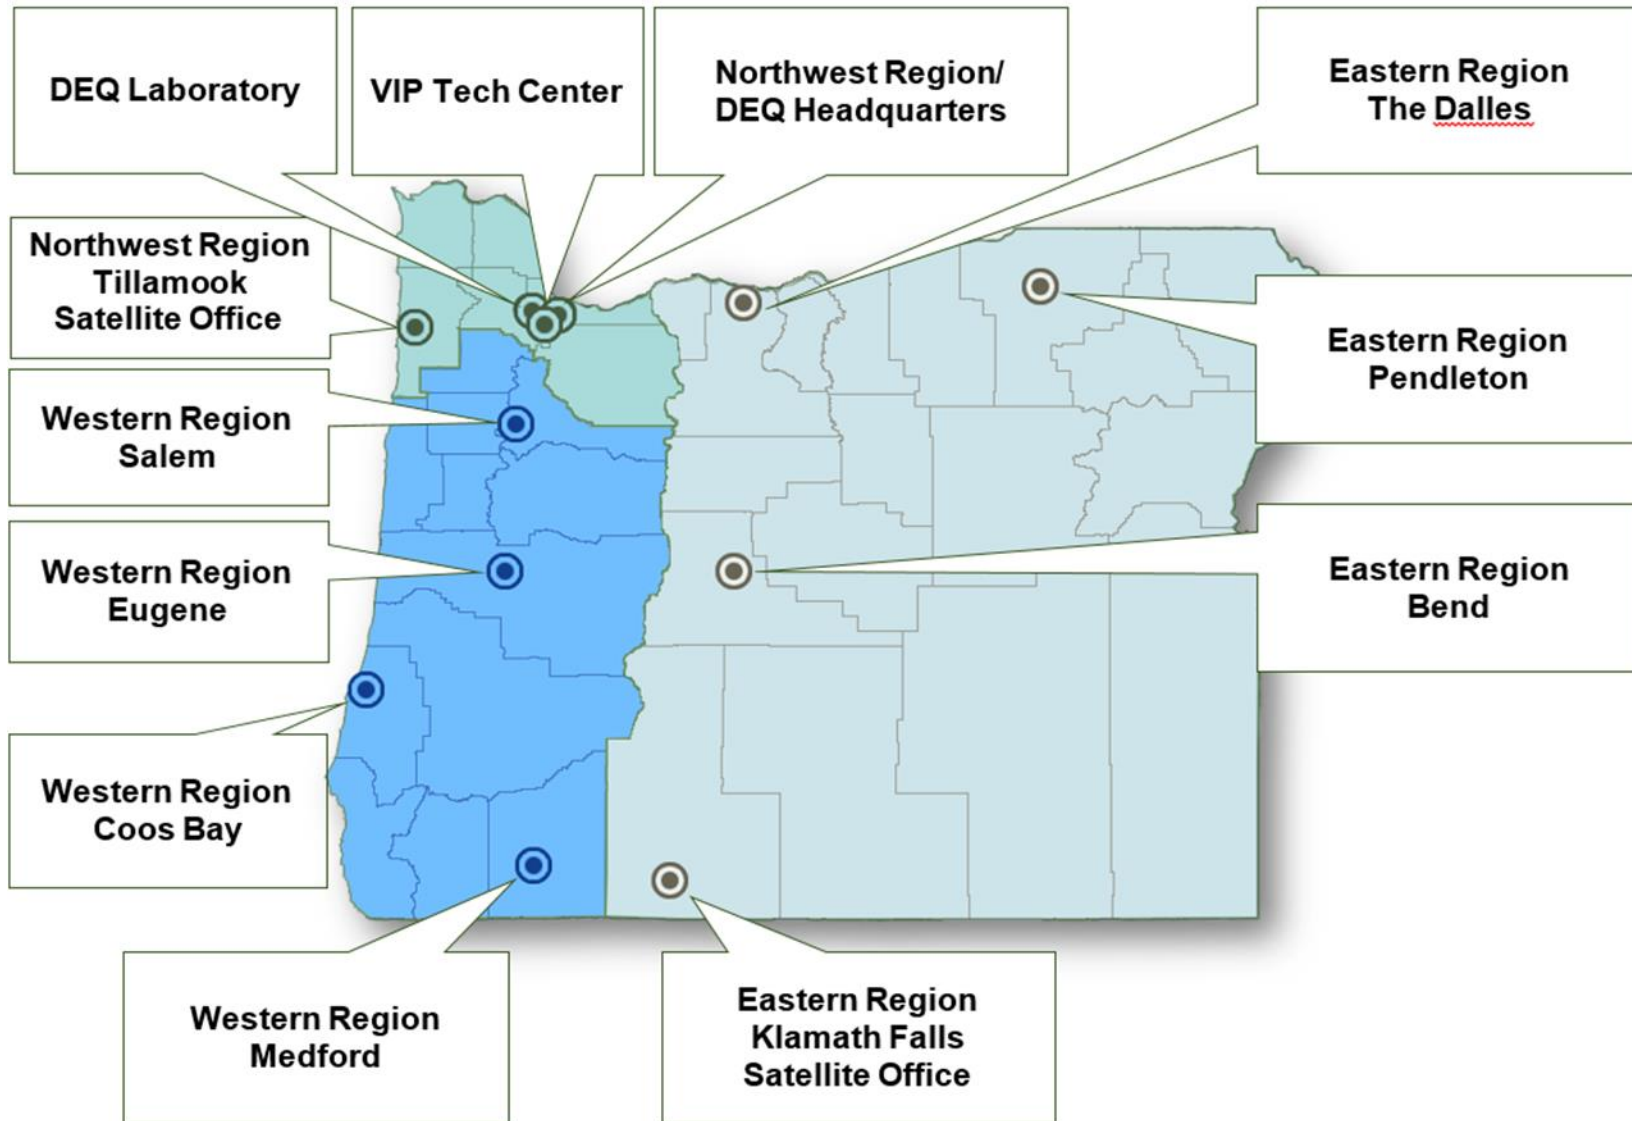 DEQ Laboratory
VIP Tech Center
Northwest Region/
DEQ Headquarters
Eastern Region
The Dalles
Northwest Region
Tillamook
Satellite Office
Eastern Region
Pendleton
Western Region
Salem
Western Region
Eugene
Eastern Region
Bend
Western Region
Coos Bay
Western Region
Medford
Eastern Region
Klamath Falls
Satellite Office